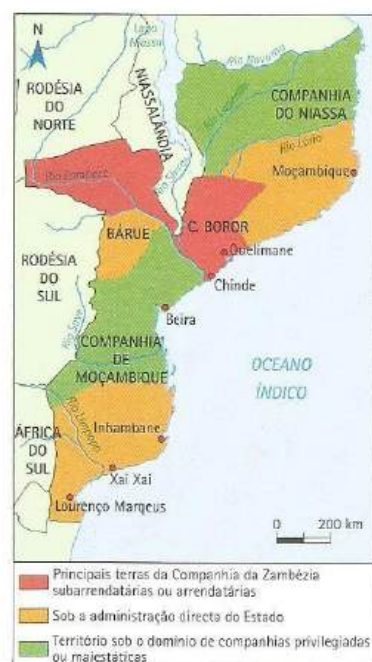 N
Lago
Niassa
Rio Rovuma
RODÉSIA
DO
NORTE
NIASSALÂNDIA
COMPANHIA
DO NIASSA
Rio Lúrio
Moçambique
Rio Zambeze
C. BOROR
BÁRUE
Quelimane
Chinde
RODÉSIA
DO
SUL
Rio Save
Beira
COMPANHIA
DE
MOÇAMBIQUE
OCEANO
ÍNDICO
ÁFRICA
DO
SUL
Rio Limpopo
Inhambane
Xai Xai
Lourenço Marqeus
0 200 km
Principais terras da Companhia da Zambézia
subarrendatárias ou arrendatárias
Sob a administração directa do Estado
Território sob o domínio de companhias privilegiadas
ou majestáticas